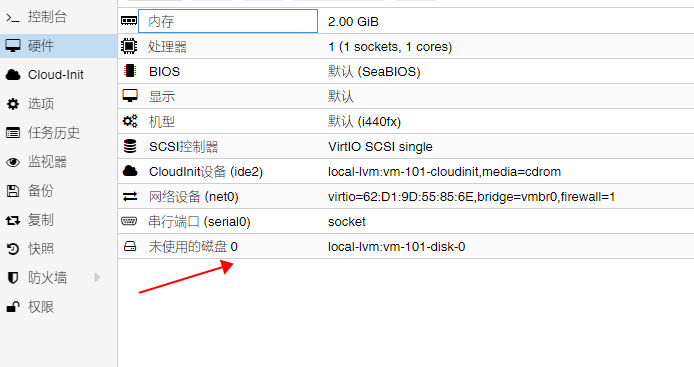 控制台
硬件
Cloud-Init
选项
任务历史
监视器
备份
复制
快照
防火墙
权限
内存 2.00 GiB
处理器 1 (1 sockets, 1 cores)
BIOS 默认 (SeaBIOS)
显示 默认
机型 默认 (i440fx)
SCSI控制器 VirtIO SCSI single
CloudInit设备 (ide2) local-lvm:vm-101-cloudinit,media=cdrom
网络设备 (net0) virtio=62:D1:9D:55:85:6E,bridge=vmbr0,firewall=1
串行端口 (serial0) socket
未使用的磁盘 0 local-lvm:vm-101-disk-0